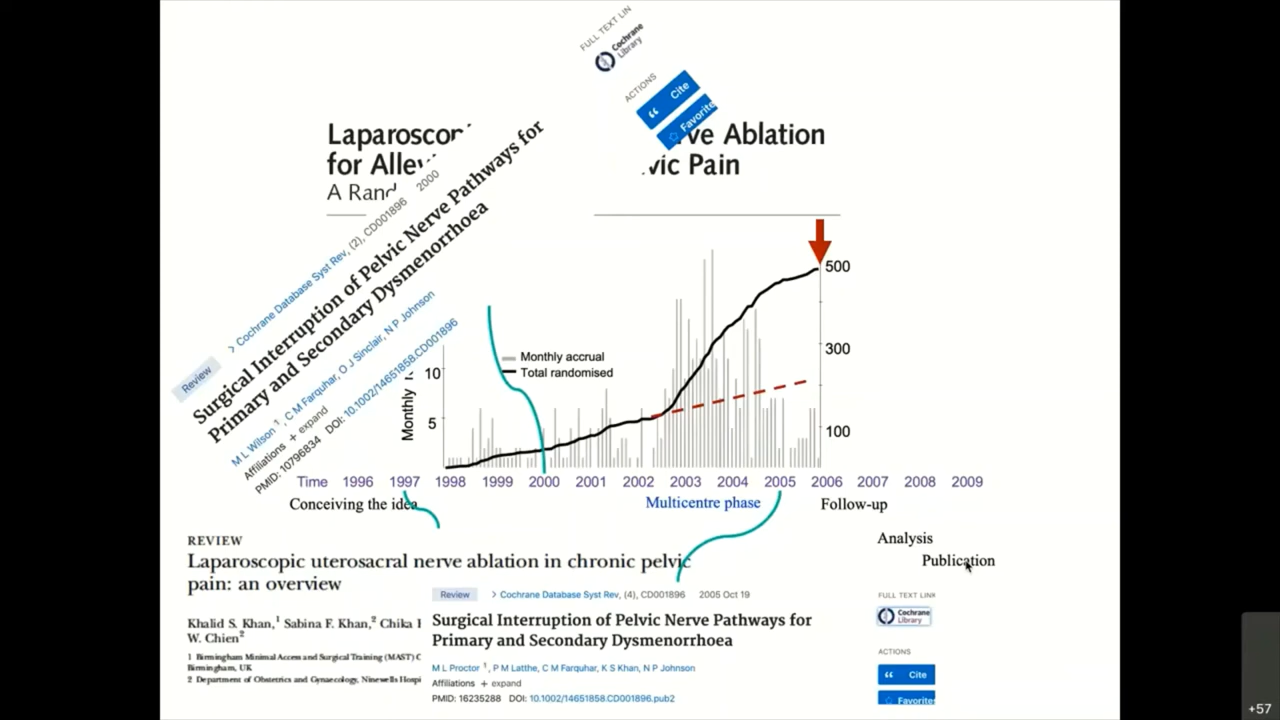 FULL TEXT LIN
Cochrane
Library
ACTIONS
Cite
Favorite
Ablation
for
Pain
A
Review
> Cochrane Database Syst Rev, (2), CD001896 2000
Surgical Interruption of Pelvic Nerve Pathways for
Primary and Secondary Dysmenorrhoea
M L Wilson 1, C M Farquhar, O J Sinclair, N P Johnson
Affiliations + expand
PMID: 10796834 DOI: 10.1002/14651858.CD001896
500
300
100
Monthly accrual
Total randomised
10
5
Monthly
Time 1996 1997 1998 1999 2000 2001 2002 2003 2004 2005 2006 2007 2008 2009
Conceiving the idea
Multicentre phase
Follow-up
Analysis
Publication
REVIEW
Laparoscopic uterosacral nerve ablation in chronic pelvic
pain: an overview
Khalid S. Khan,1 Sabina F. Khan,2 Chika
W. Chien2
1 Birmingham Minimal Access and Surgical Training (MAST) C
Birmingham, UK
2 Department of Obstetrics and Gynaecology, Ninewells Hospi
Review > Cochrane Database Syst Rev, (4), CD001896 2005 Oct 19
Surgical Interruption of Pelvic Nerve Pathways for
Primary and Secondary Dysmenorrhoea
M L Proctor 1, P M Latthe, C M Farquhar, K S Khan, N P Johnson
Affiliations + expand
PMID: 16235288 DOI: 10.1002/14651858.CD001896.pub2
FULL TEXT LINK
Cochrane
Library
ACTIONS
Cite
Favorites
+57